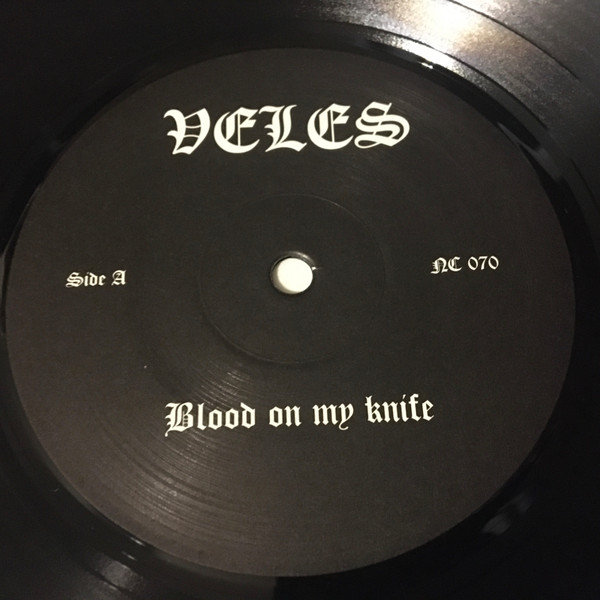 VELES
Side A
NC 070
Blood on my knife